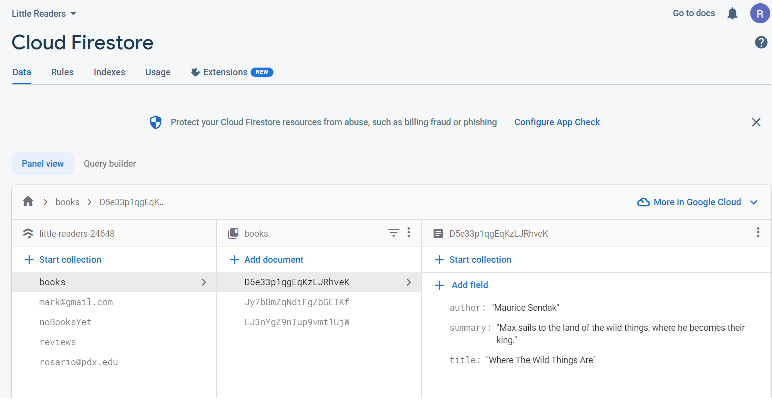 Little Readers
Go to docs
R
Cloud Firestore
Data Rules Indexes Usage Extensions NEW
Protect your Cloud Firestore resources from abuse, such as billing fraud or phishing Configure App Check
Panel view Query builder
books D5e33p1qgEqK...
More in Google Cloud
little-readers-24648
Start collection
books
mark@gmail.com
noBooksYet
reviews
rosario@pdx.edu
books
Add document
D5e33p1qgEqKzLJRhveK
Jy7bBmZqNdiFgZbGEIKf
LJ3nYgZ9nIup9vmt1UjW
D5e33p1qgEqKzLJRhveK
Start collection
Add field
author: "Maurice Sendak"
summary: "Max sails to the land of the wild things, where he becomes their
king."
title: "Where The Wild Things Are"